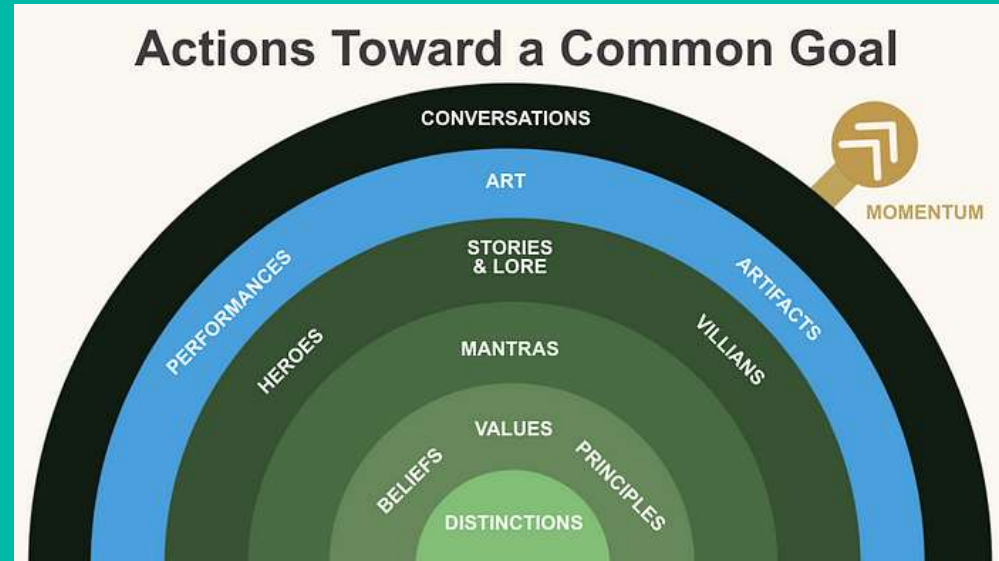 Actions Toward a Common Goal
CONVERSATIONS
MOMENTUM
ART
PERFORMANCES
ARTIFACTS
STORIES
& LORE
HEROES
VILLIANS
MANTRAS
VALUES
BELIEFS
PRINCIPLES
DISTINCTIONS